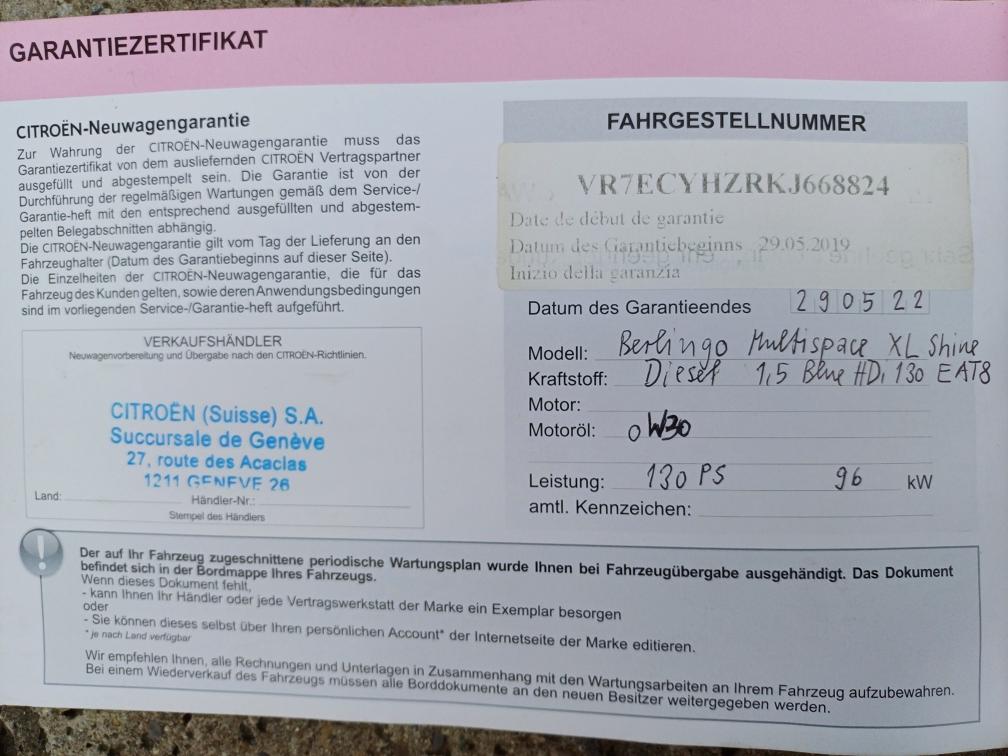 GARANTIEZERTIFIKAT
CITROËN-Neuwagengarantie
Zur Wahrung der CITROËN-Neuwagengarantie muss das
Garantiezertifikat von dem ausliefernden CITROËN Vertragspartner
ausgefüllt und abgestempelt sein. Die Garantie ist von der
Durchführung der regelmäßigen Wartungen gemäß dem Service-/
Garantie-heft mit den entsprechend ausgefüllten und abgestem-
pelten Belegabschnitten abhängig.
Die CITROËN-Neuwagengarantie gilt vom Tag der Lieferung an den
Fahrzeughalter (Datum des Garantiebeginns auf dieser Seite).
Die Einzelheiten der CITROËN-Neuwagengarantie, die für das
Fahrzeug des Kunden gelten, sowie deren Anwendungsbedingungen
sind im vorliegenden Service-/Garantie-heft aufgeführt.
VERKAUFSHÄNDLER
Neuwagenvorbereitung und Übergabe nach den CITROËN-Richtlinien.
CITROËN (Suisse) S.A.
Succursale de Genève
27, route des Acacias
1211 GENEVE 26
Land:
Händler-Nr.:
Stempel des Händlers
FAHRGESTELLNUMMER
VR7ECYHZRKJ668824
Date de début de garantie
Datum des Garantiebeginns 29.05.2019
Inizio della garanzia
Datum des Garantieendes 290522
Modell: Berlingo Multispace XL Shine
Kraftstoff: Diesel 1,5 Blue HDi 130 EAT8
Motor:
Motoröl: 0W30
Leistung: 130 PS 96 kW
amtl. Kennzeichen:
Der auf Ihr Fahrzeug zugeschnittene periodische Wartungsplan wurde Ihnen bei Fahrzeugübergabe ausgehändigt. Das Dokument
befindet sich in der Bordmappe Ihres Fahrzeugs.
Wenn dieses Dokument fehlt,
- kann Ihnen Ihr Händler oder jede Vertragswerkstatt der Marke ein Exemplar besorgen
oder
- Sie können dieses selbst über Ihren persönlichen Account* der Internetseite der Marke editieren.
* je nach Land verfügbar
Wir empfehlen Ihnen, alle Rechnungen und Unterlagen in Zusammenhang mit den Wartungsarbeiten an Ihrem Fahrzeug aufzubewahren.
Bei einem Wiederverkauf des Fahrzeugs müssen alle Borddokumente an den neuen Besitzer weitergegeben werden.